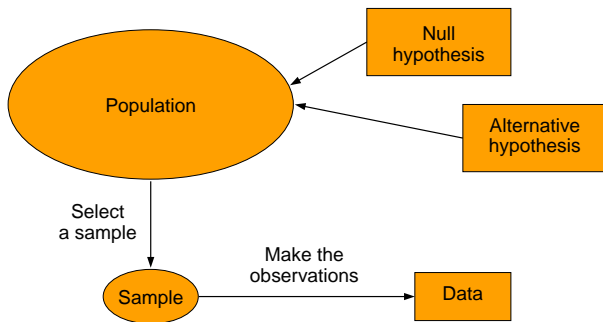 Null
hypothesis
Population
Alternative
hypothesis
Select
a sample
Make the
observations
Sample
Data